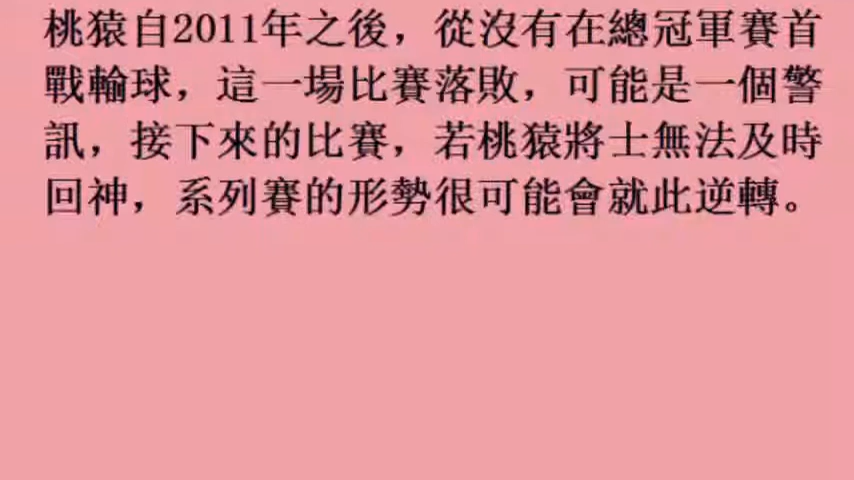 桃猿自2011年之後，從沒有在總冠軍賽首
戰輸球，這一場比賽落敗，可能是一個警
訊，接下來的比賽，若桃猿將士無法及時
回神，系列賽的形勢很可能會就此逆轉。